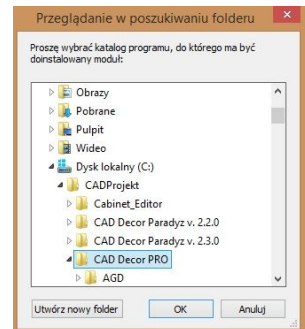 Przeglądanie w poszukiwaniu folderu
Proszę wybrać katalog programu, do którego ma być
doinstalowany moduł:
Obrazy
Pobrane
Pulpit
Wideo
Dysk lokalny (C:)
CADProjekt
Cabinet_Editor
CAD Decor Paradyz v. 2.2.0
CAD Decor Paradyz v. 2.3.0
CAD Decor PRO
AGD
Utwórz nowy folder OK Anuluj